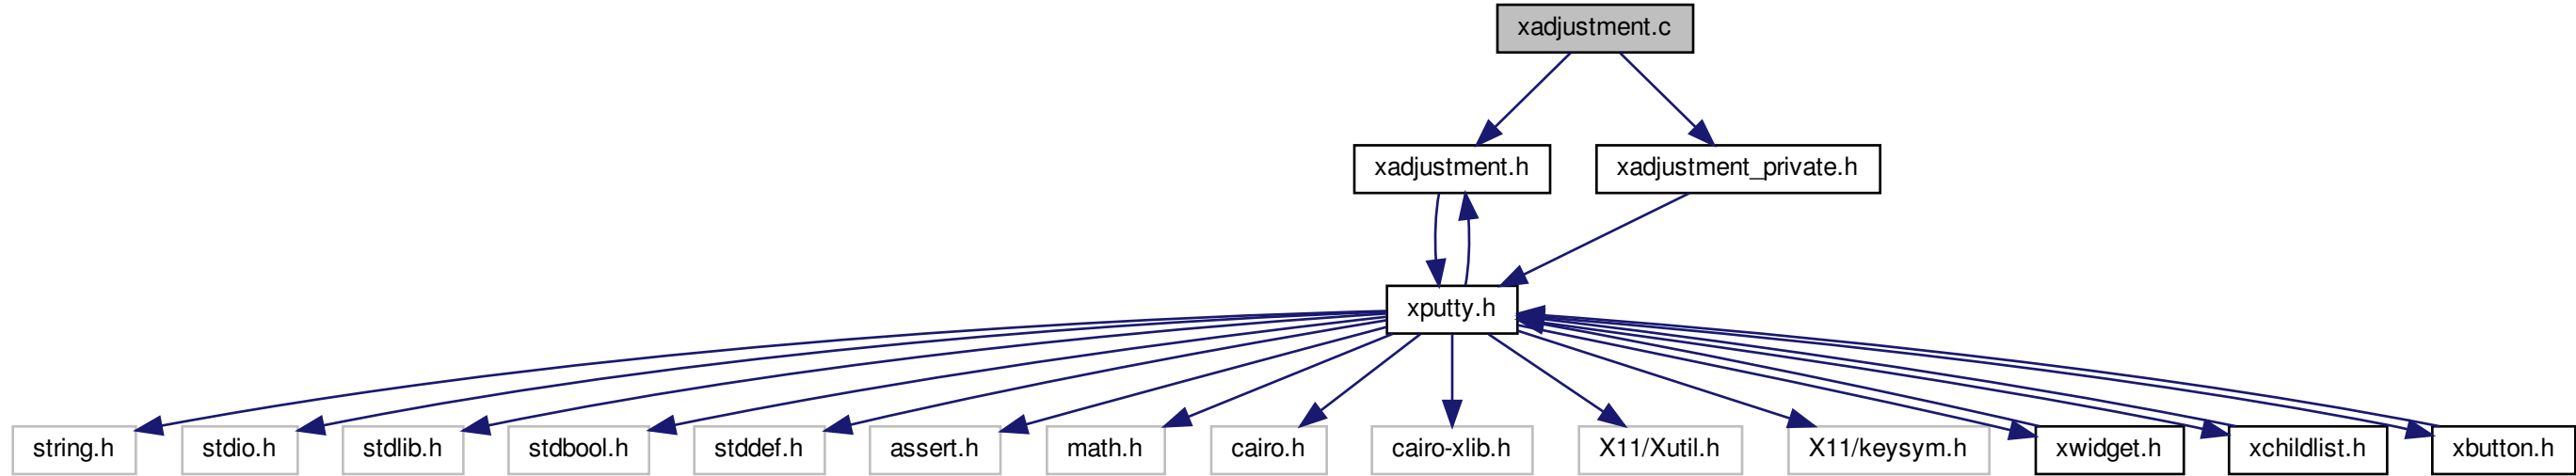 xadjustment.c
xadjustment.h
xadjustment_private.h
xputty.h
string.h
stdio.h
stdlib.h
stdbool.h
stddef.h
assert.h
math.h
cairo.h
cairo-xlib.h
X11/Xutil.h
X11/keysym.h
xwidget.h
xchildlist.h
xbutton.h